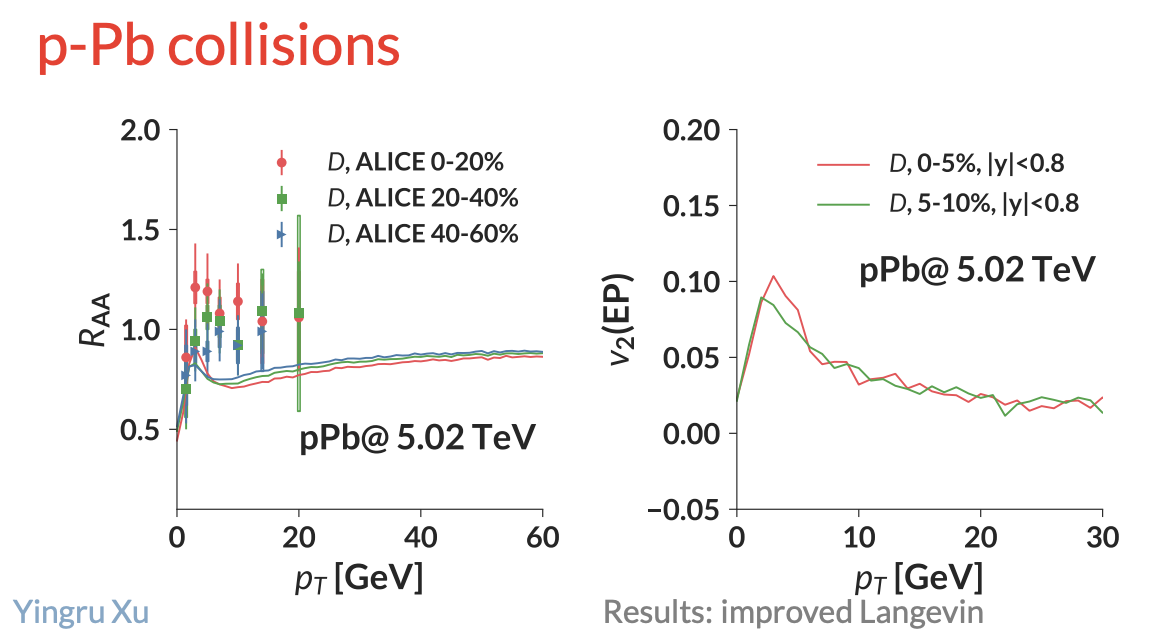 p-Pb collisions
2.0
1.5
1.0
0.5
R_AA
D, ALICE 0-20%
D, ALICE 20-40%
D, ALICE 40-60%
pPb@ 5.02 TeV
0 20 40 60
p_T [GeV]
0.20
0.15
0.10
0.05
0.00
−0.05
v_2(EP)
D, 0-5%, |y|<0.8
D, 5-10%, |y|<0.8
pPb@ 5.02 TeV
0 10 20 30
p_T [GeV]
Yingru Xu
Results: improved Langevin